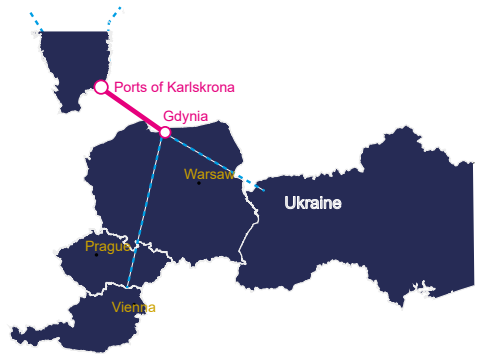 Ports of Karlskrona
Gdynia
Warsaw
Ukraine
Prague
Vienna